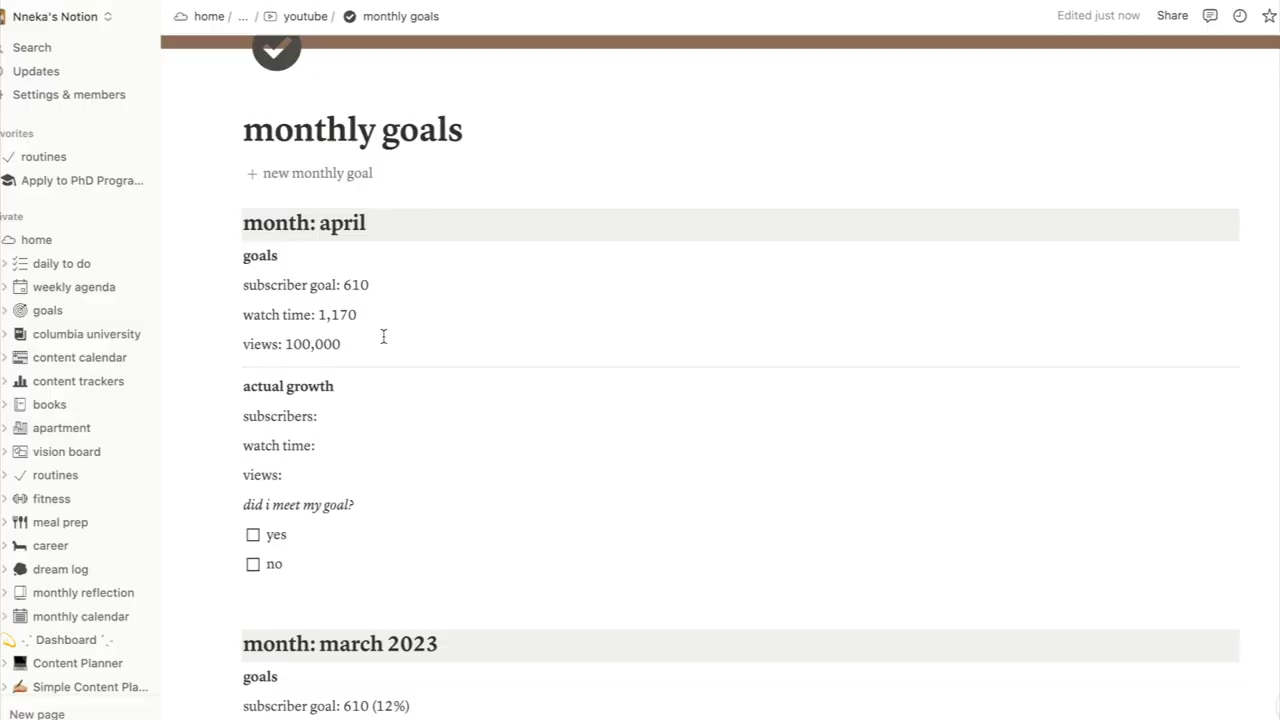 Nneka's Notion
home / ... / youtube / monthly goals
Edited just now
Share
Search
Updates
Settings & members
vorites
routines
Apply to PhD Progra...
ivate
home
daily to do
weekly agenda
goals
columbia university
content calendar
content trackers
books
apartment
vision board
routines
fitness
meal prep
career
dream log
monthly reflection
monthly calendar
-ˎˊ Dashboard ˊˎ-
Content Planner
Simple Content Pla...
New page
monthly goals
+ new monthly goal
month: april
goals
subscriber goal: 610
watch time: 1,170
views: 100,000
actual growth
subscribers:
watch time:
views:
did i meet my goal?
yes
no
month: march 2023
goals
subscriber goal: 610 (12%)